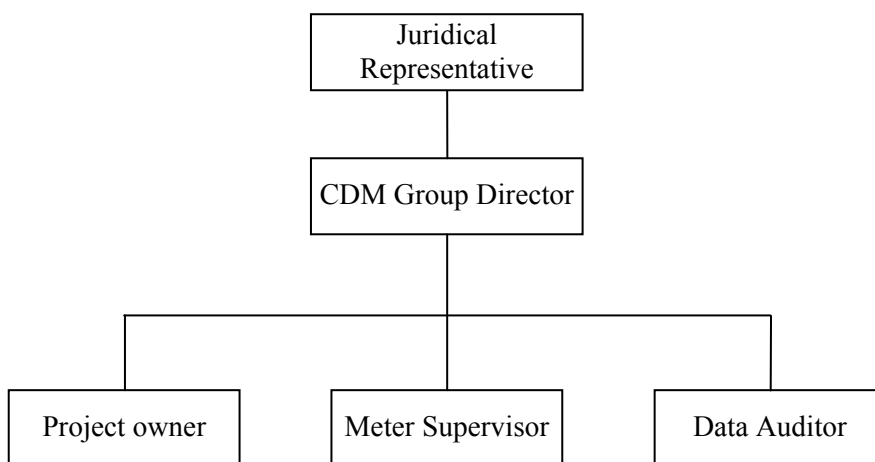 Juridical
Representative
CDM Group Director
Project owner
Meter Supervisor
Data Auditor